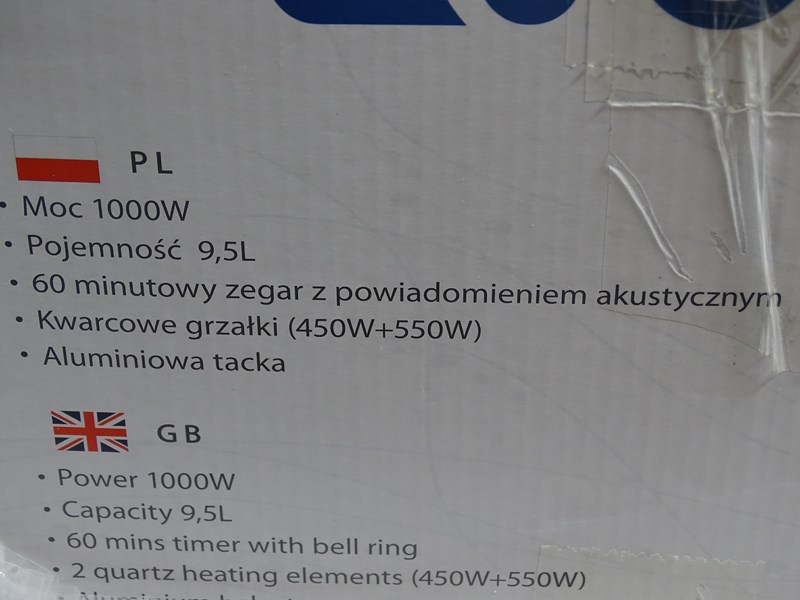 PL
• Moc 1000W
• Pojemność 9,5L
• 60 minutowy zegar z powiadomieniem akustycznym
• Kwarcowe grzałki (450W+550W)
• Aluminiowa tacka
GB
• Power 1000W
• Capacity 9,5L
• 60 mins timer with bell ring
• 2 quartz heating elements (450W+550W)